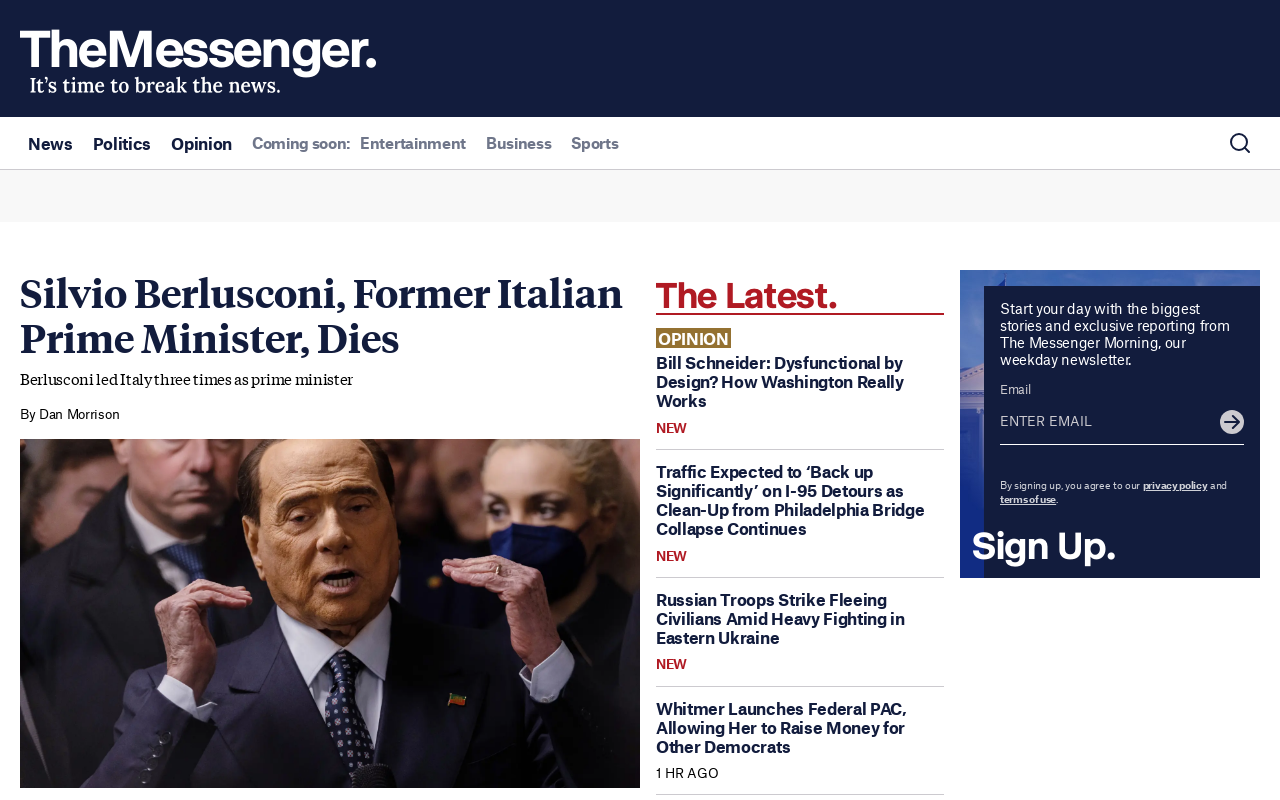 TheMessenger.
It's time to break the news.
News Politics Opinion Coming soon: Entertainment Business Sports
Silvio Berlusconi, Former Italian
Prime Minister, Dies
Berlusconi led Italy three times as prime minister
By Dan Morrison
The Latest.
OPINION
Bill Schneider: Dysfunctional by
Design? How Washington Really
Works
NEW
Traffic Expected to ‘Back up
Significantly’ on I-95 Detours as
Clean-Up from Philadelphia Bridge
Collapse Continues
NEW
Russian Troops Strike Fleeing
Civilians Amid Heavy Fighting in
Eastern Ukraine
NEW
Whitmer Launches Federal PAC,
Allowing Her to Raise Money for
Other Democrats
1 HR AGO
Start your day with the biggest
stories and exclusive reporting from
The Messenger Morning, our
weekday newsletter.
Email
ENTER EMAIL
By signing up, you agree to our privacy policy and
terms of use.
Sign Up.